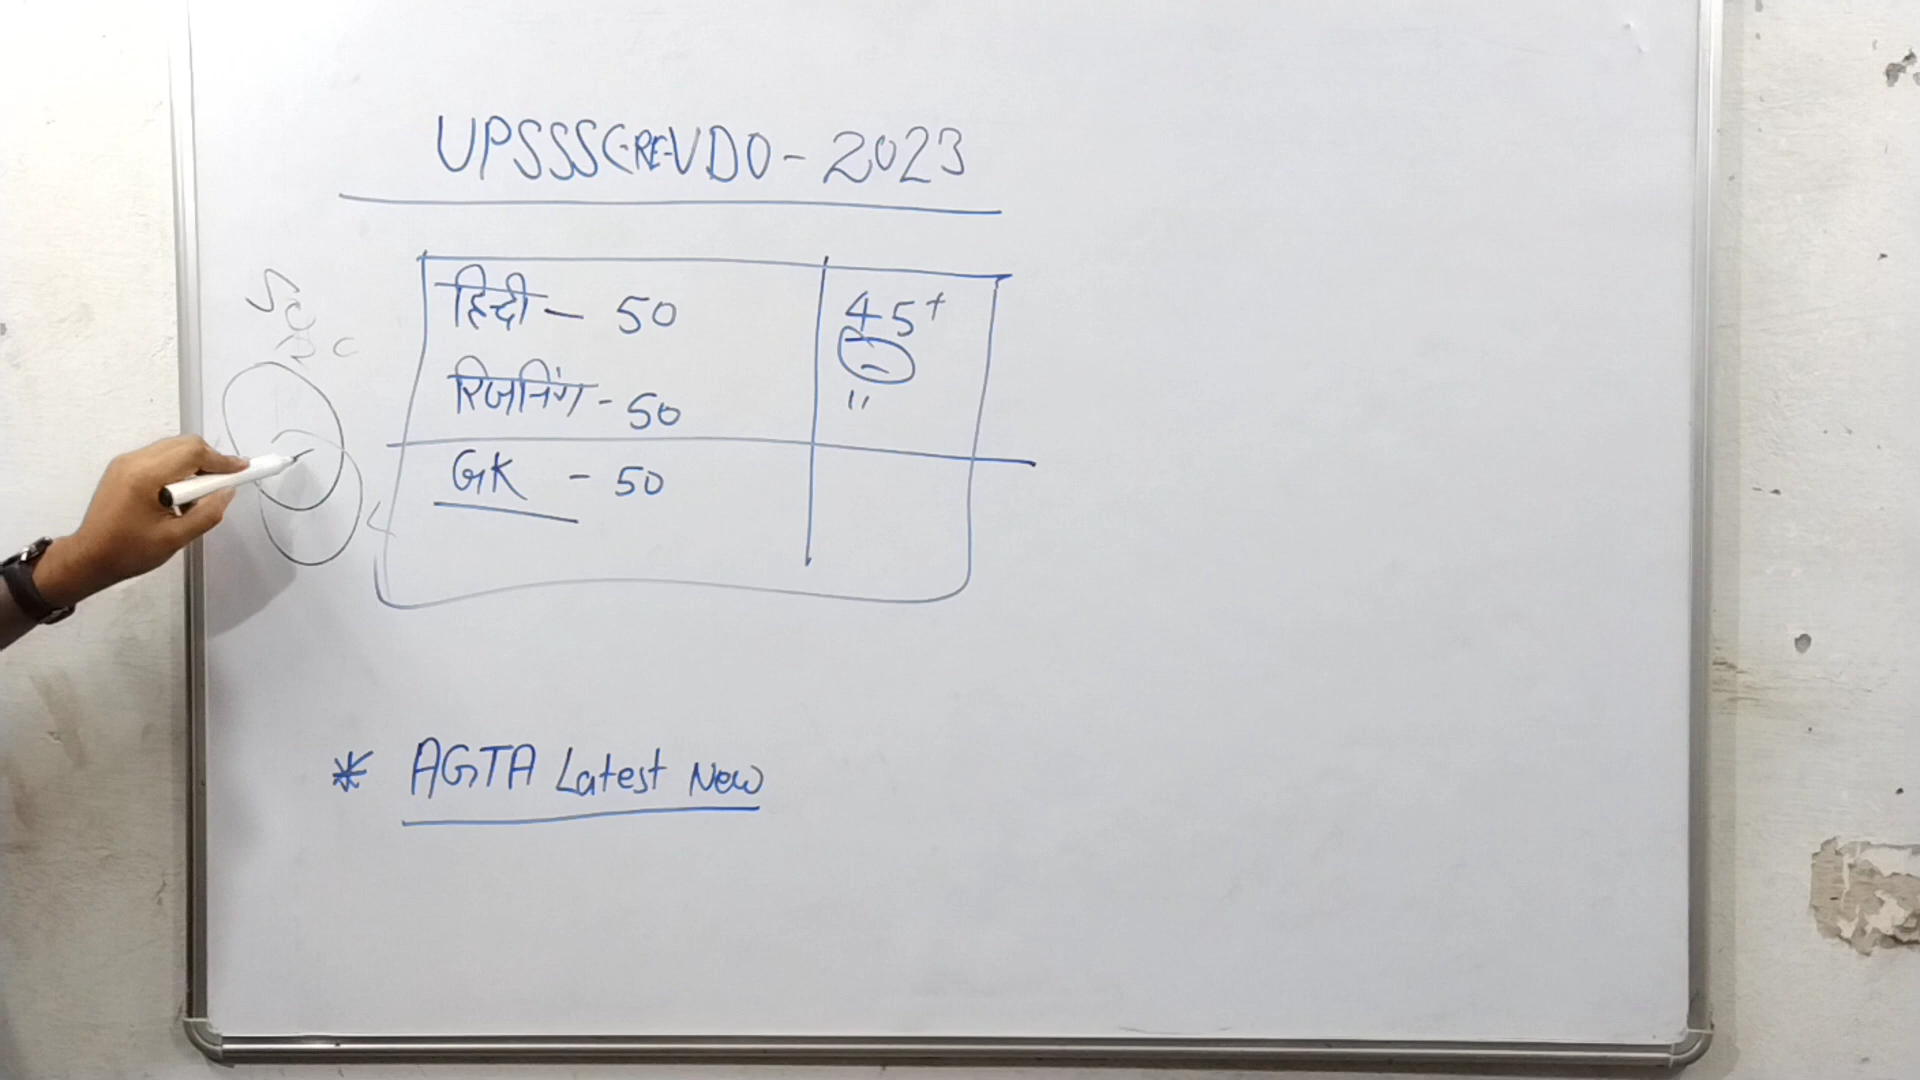 UPSSSC-RE-VDO - 2023
हिन्दी - 50
45+
रिजनिंग - 50
"
GK - 50
* AGTA Latest New